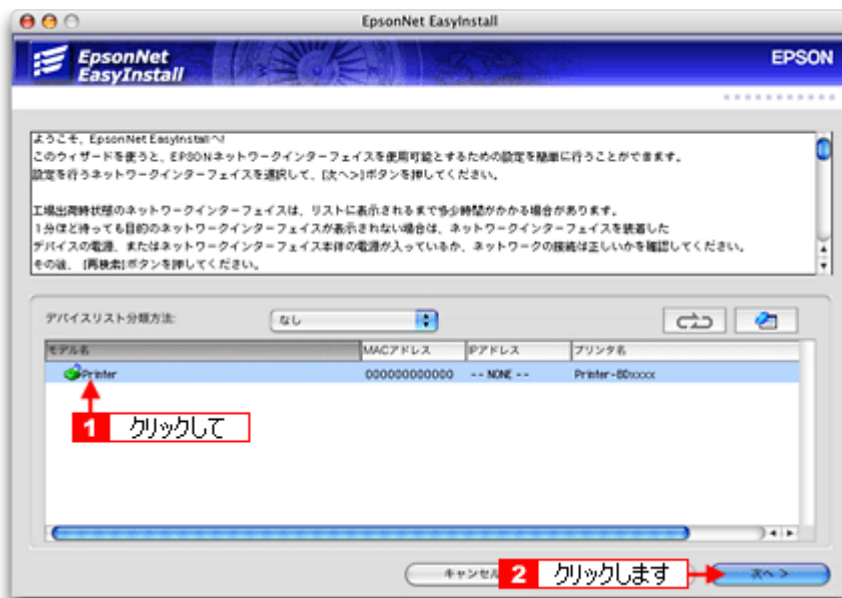 EpsonNet EasyInstall
EpsonNet
EasyInstall
EPSON
ようこそ、EpsonNet EasyInstallへ!
このウィザードを使うと、EPSONネットワークインターフェイスを使用可能とするための設定を簡単に行うことができます。
設定を行うネットワークインターフェイスを選択して、[次へ>]ボタンを押してください。
工場出荷時状態のネットワークインターフェイスは、リストに表示されるまで多少時間がかかる場合があります。
1分ほど待っても目的のネットワークインターフェイスが表示されない場合は、ネットワークインターフェイスを装着した
デバイスの電源、またはネットワークインターフェイス本体の電源が入っているか、ネットワークの接続は正しいかを確認してください。
その後、[再検索]ボタンを押してください。
デバイスリスト分類方法: なし
モデル名 MACアドレス IPアドレス プリンタ名
Printer 000000000000 -- NONE -- Printer-80xxxx
1 クリックして
キャンセル 2 クリックします 次へ >